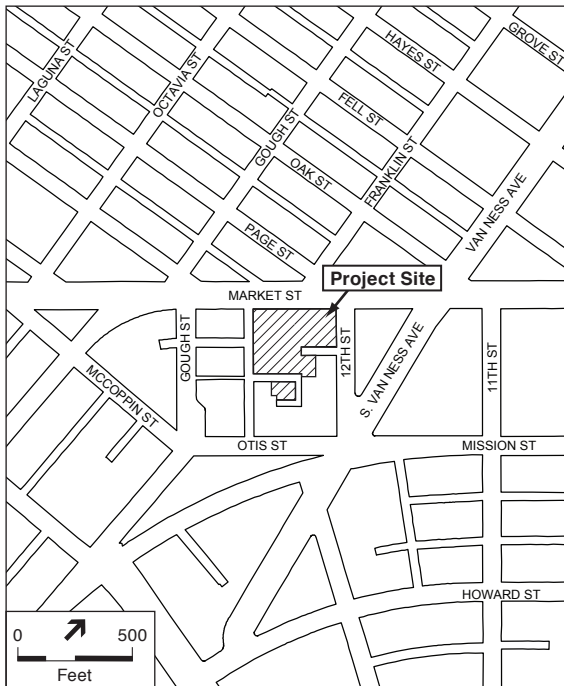 GROVE ST
HAYES ST
LAGUNA ST
OCTAVIA ST
GOUGH ST
FELL ST
FRANKLIN ST
OAK ST
VAN NESS AVE
PAGE ST
Project Site
MARKET ST
GOUGH ST
12TH ST
S. VAN NESS AVE
11TH ST
MCCOPPIN ST
OTIS ST
MISSION ST
HOWARD ST
0 500
Feet